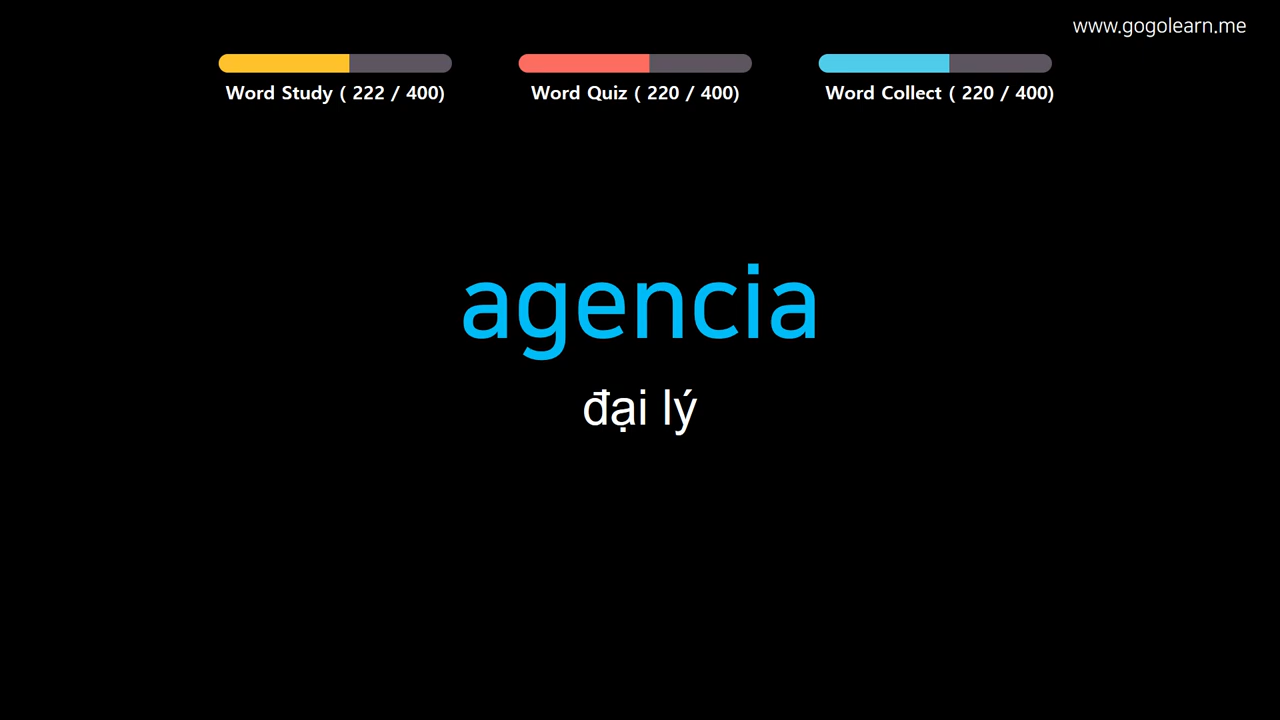 www.gogolearn.me
Word Study ( 222 / 400)
Word Quiz ( 220 / 400)
Word Collect ( 220 / 400)
agencia
đại lý